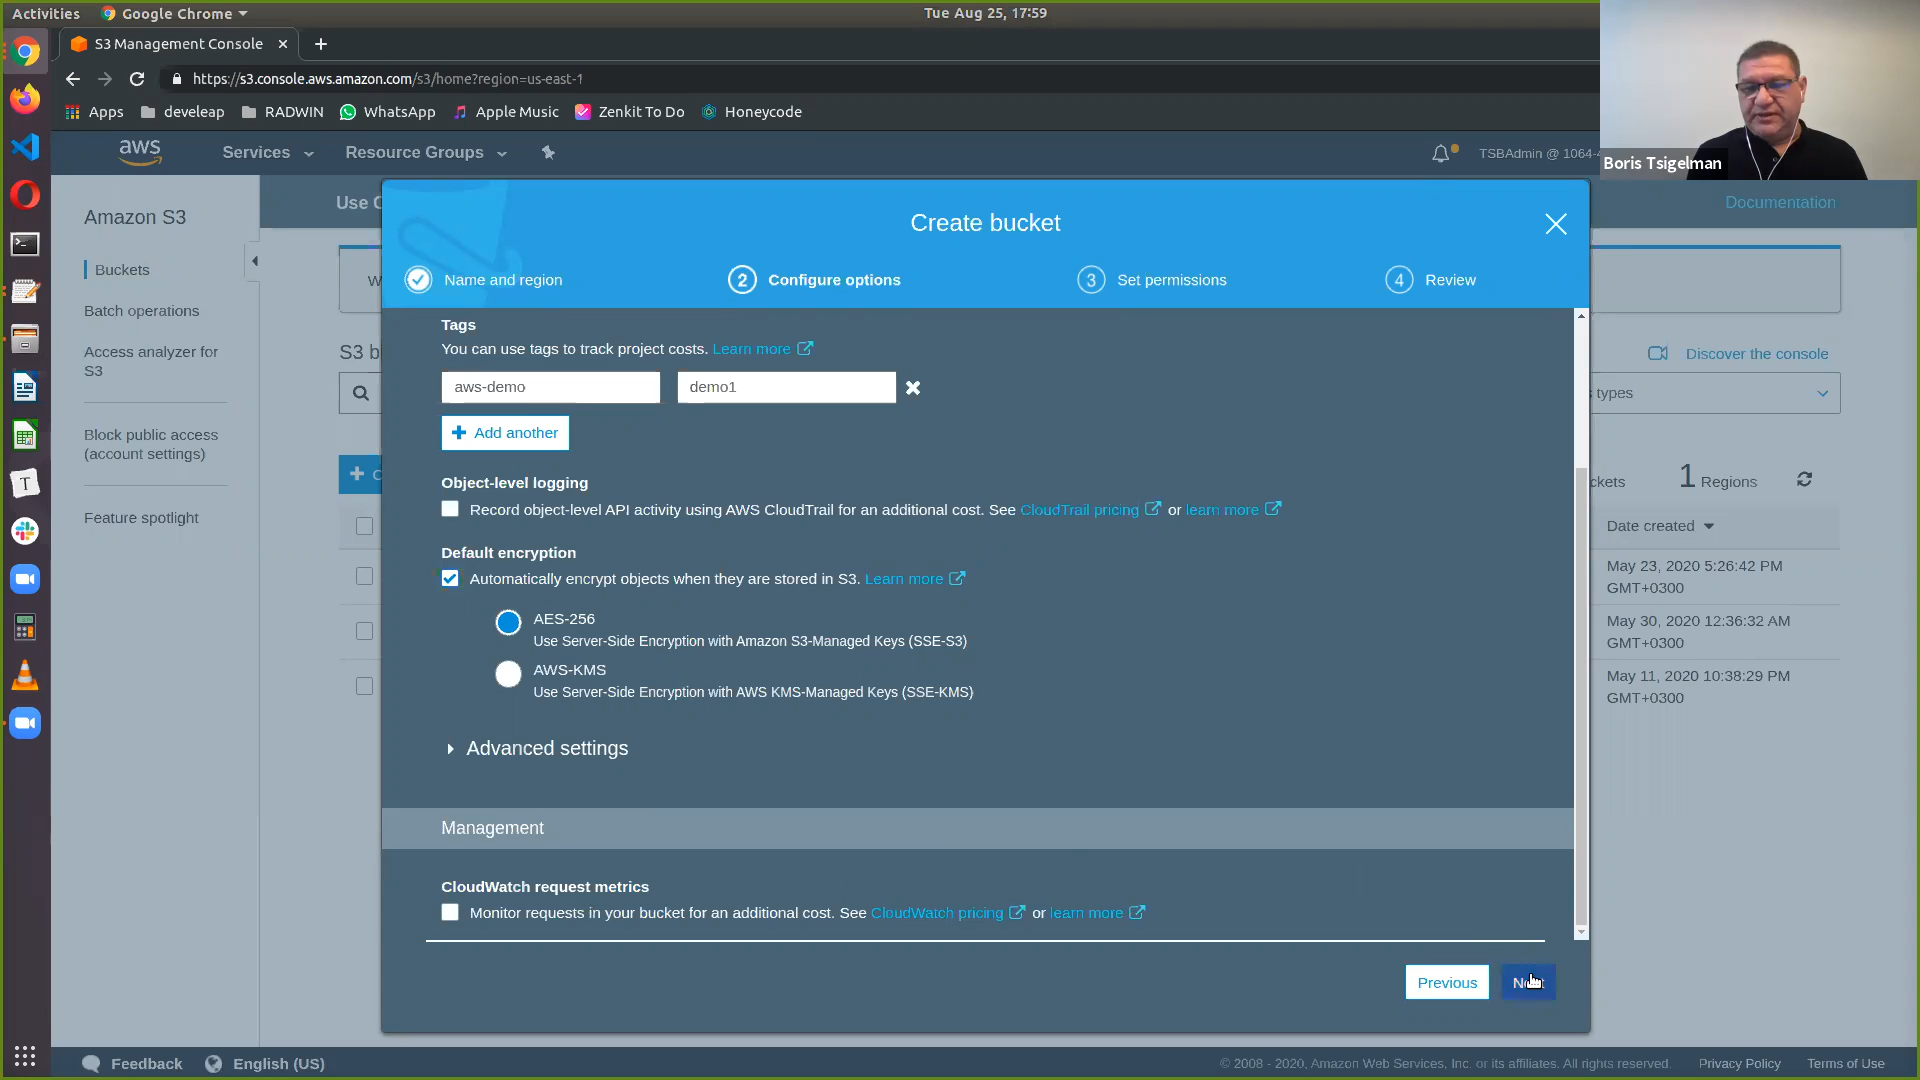 Activities
Google Chrome
Tue Aug 25, 17:59
S3 Management Console
https://s3.console.aws.amazon.com/s3/home?region=us-east-1
Apps
develeap
RADWIN
WhatsApp
Apple Music
Zenkit To Do
Honeycode
aws
Services
Resource Groups
TSBAdmin @ 1064-
Boris Tsigelman
Amazon S3
Buckets
Batch operations
Access analyzer for
S3
Block public access
(account settings)
Feature spotlight
Use
Documentation
W
S3 b
Discover the console
types
ckets
1 Regions
Date created
May 23, 2020 5:26:42 PM
GMT+0300
May 30, 2020 12:36:32 AM
GMT+0300
May 11, 2020 10:38:29 PM
GMT+0300
Create bucket
Name and region
2 Configure options
3 Set permissions
4 Review
Tags
You can use tags to track project costs. Learn more
aws-demo
demo1
Add another
Object-level logging
Record object-level API activity using AWS CloudTrail for an additional cost. See CloudTrail pricing or learn more
Default encryption
Automatically encrypt objects when they are stored in S3. Learn more
AES-256
Use Server-Side Encryption with Amazon S3-Managed Keys (SSE-S3)
AWS-KMS
Use Server-Side Encryption with AWS KMS-Managed Keys (SSE-KMS)
Advanced settings
Management
CloudWatch request metrics
Monitor requests in your bucket for an additional cost. See CloudWatch pricing or learn more
Previous
Feedback
English (US)
© 2008 - 2020, Amazon Web Services, Inc. or its affiliates. All rights reserved.
Privacy Policy
Terms of Use